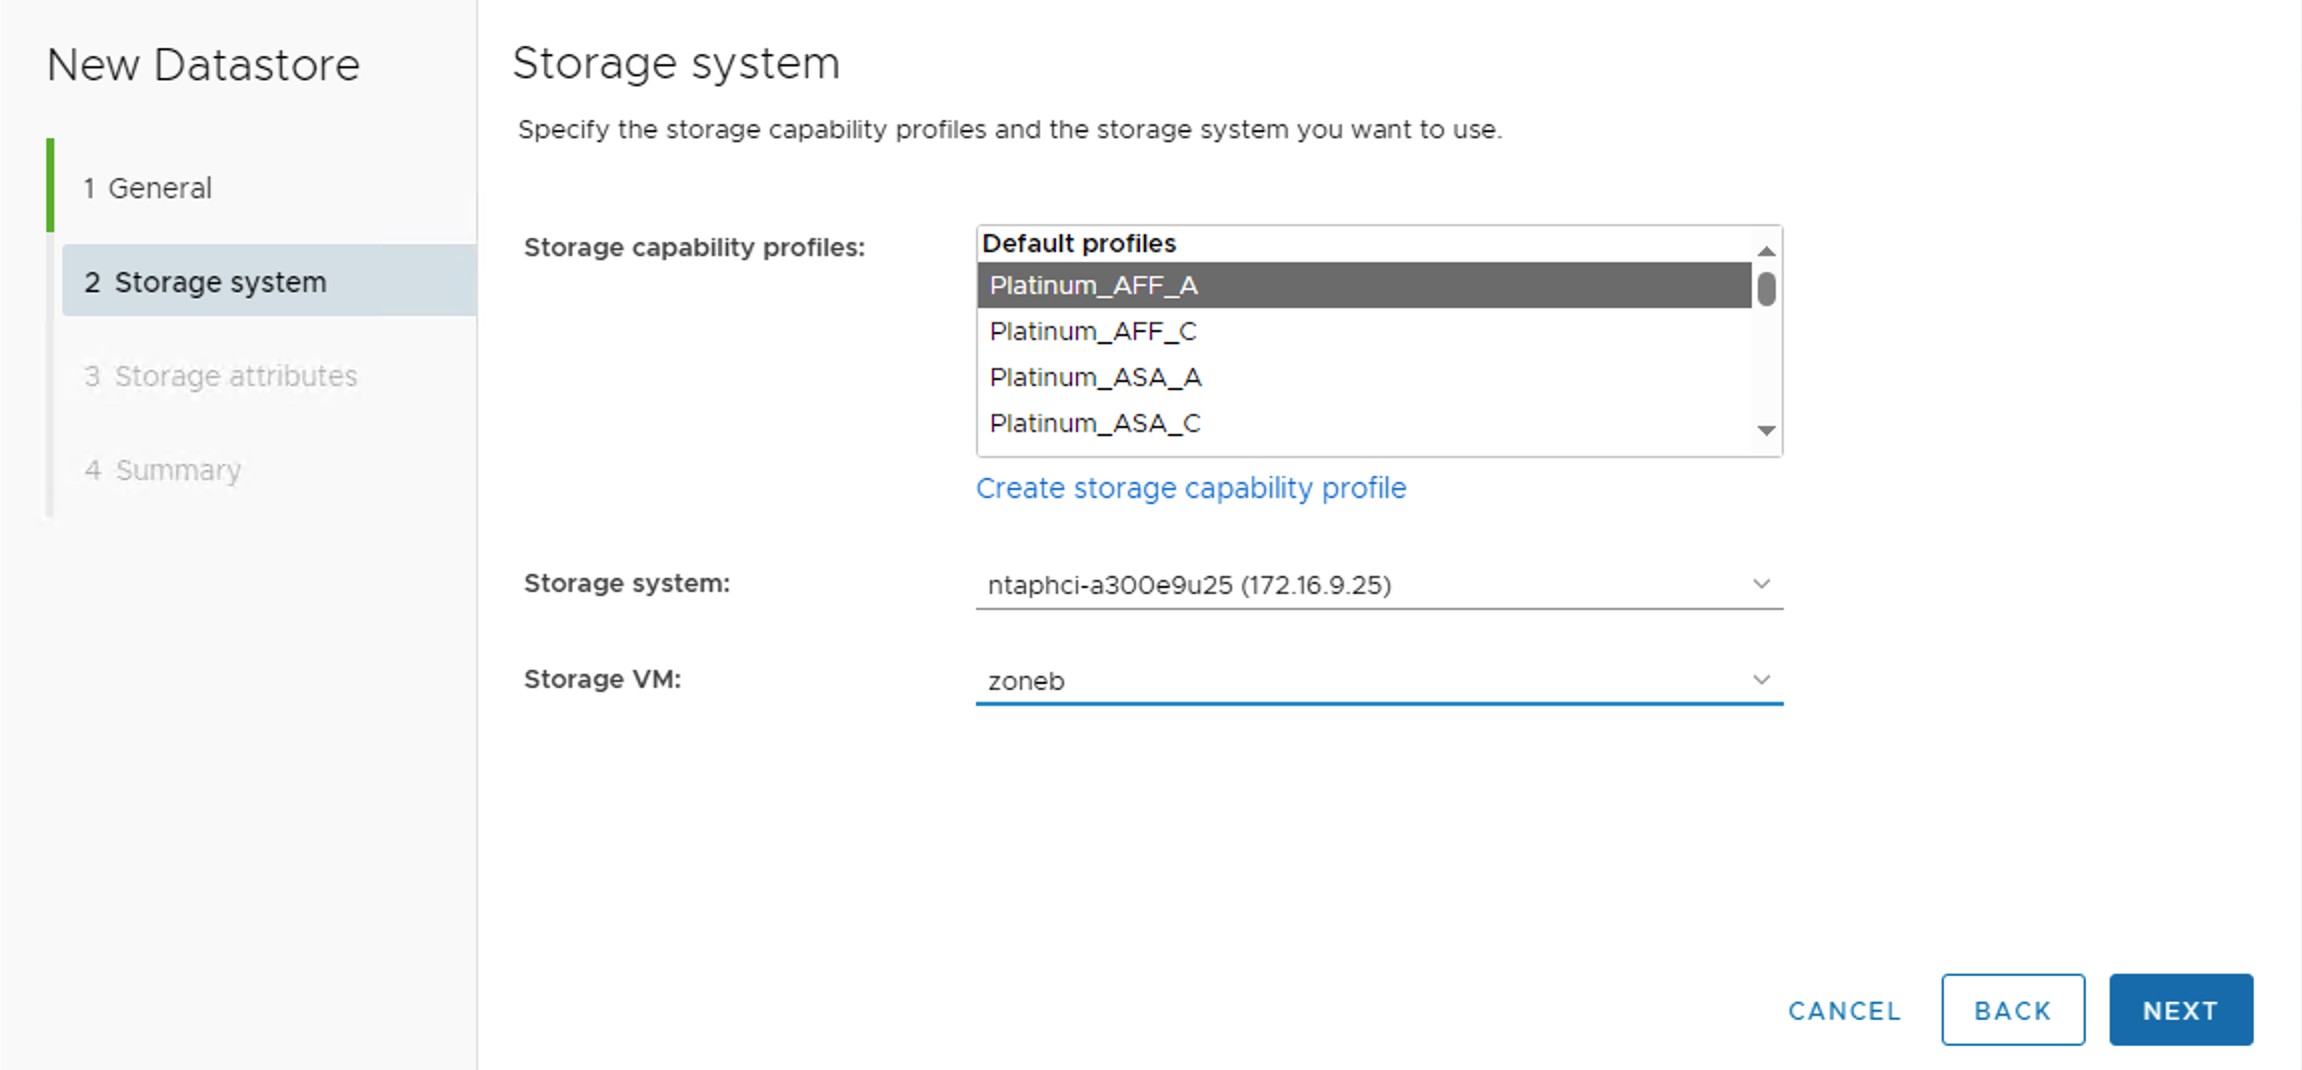 New Datastore
1 General
2 Storage system
3 Storage attributes
4 Summary
Storage system
Specify the storage capability profiles and the storage system you want to use.
Storage capability profiles:
Default profiles
Platinum_AFF_A
Platinum_AFF_C
Platinum_ASA_A
Platinum_ASA_C
Create storage capability profile
Storage system:
ntaphci-a300e9u25 (172.16.9.25)
Storage VM:
zoneb
CANCEL
BACK
NEXT